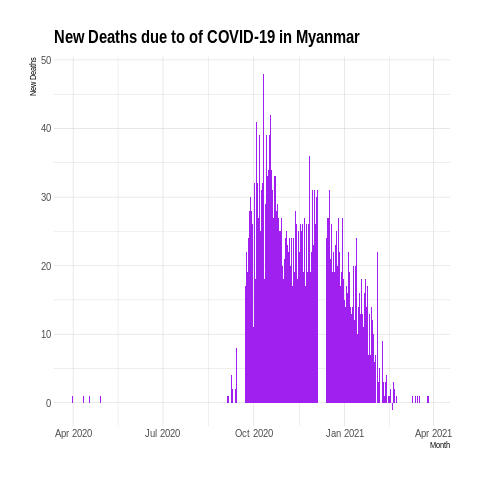 New Deaths due to of COVID-19 in Myanmar
New Deaths
50
40
30
20
10
0
Apr 2020 Jul 2020 Oct 2020 Jan 2021 Apr 2021
Month